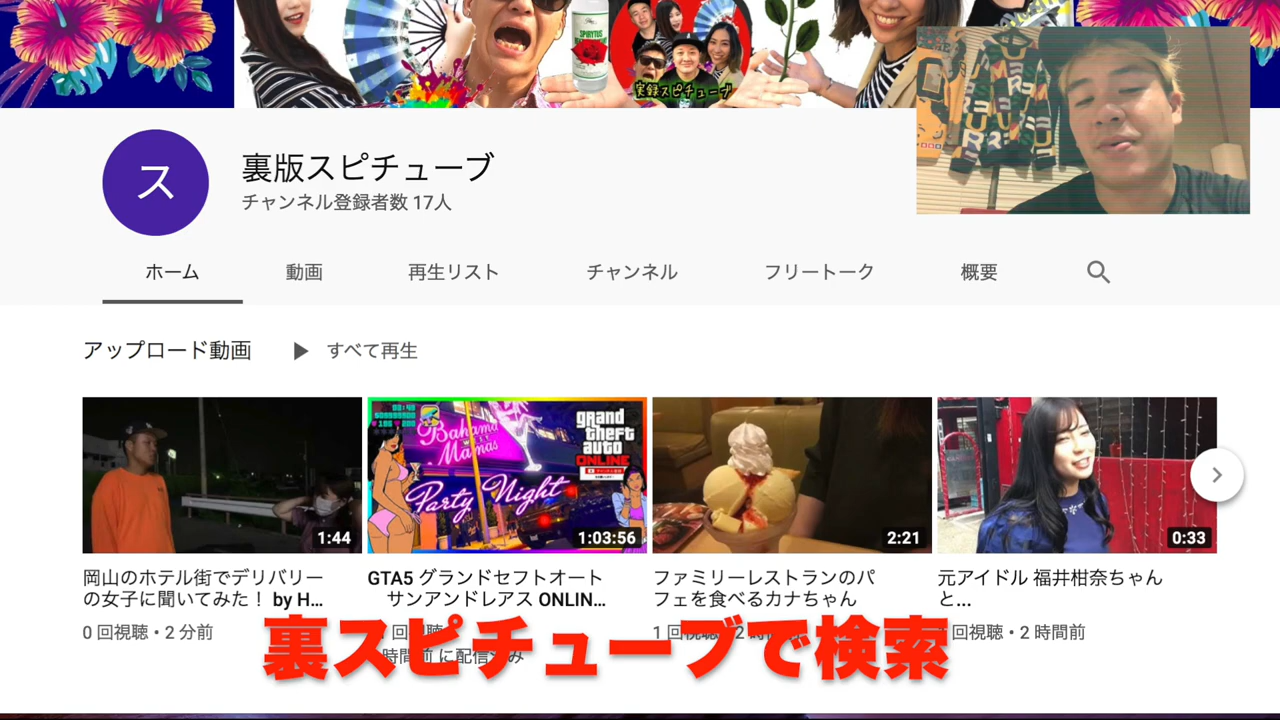 SPIRYTUS
実録スピチューブ
ス
裏版スピチューブ
チャンネル登録者数 17人
ホーム
動画
再生リスト
チャンネル
フリートーク
概要
アップロード動画
すべて再生
1:44
Bahama
Mamas
Party Night
grand
theft
auto
ONLINE
1:03:56
2:21
0:33
岡山のホテル街でデリバリー
の女子に聞いてみた！ by H...
0 回視聴・2 分前
GTA5 グランドセフトオート
サンアンドレアス ONLIN...
ファミリーレストランのパ
フェを食べるカナちゃん
元アイドル 福井柑奈ちゃん
と...
回視聴・2 時間前
裏スピチューブで検索